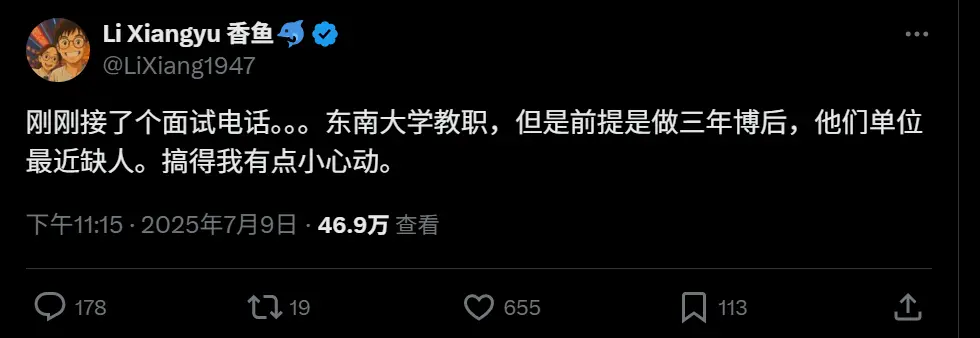 Li Xiangyu 香鱼🐬
@LiXiang1947
刚刚接了个面试电话。。。东南大学教职，但是前提是做三年博后，他们单位
最近缺人。搞得我有点小心动。
下午11:15 · 2025年7月9日 · 46.9万 查看
178 19 655 113